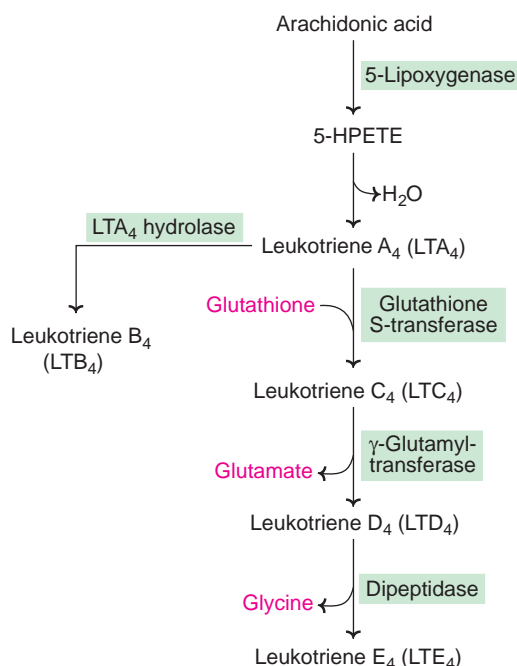 Arachidonic acid
5-Lipoxygenase
5-HPETE
H₂O
LTA₄ hydrolase
Leukotriene A₄ (LTA₄)
Glutathione
Glutathione
S-transferase
Leukotriene B₄
(LTB₄)
Leukotriene C₄ (LTC₄)
γ-Glutamyl-
transferase
Glutamate
Leukotriene D₄ (LTD₄)
Dipeptidase
Glycine
Leukotriene E₄ (LTE₄)